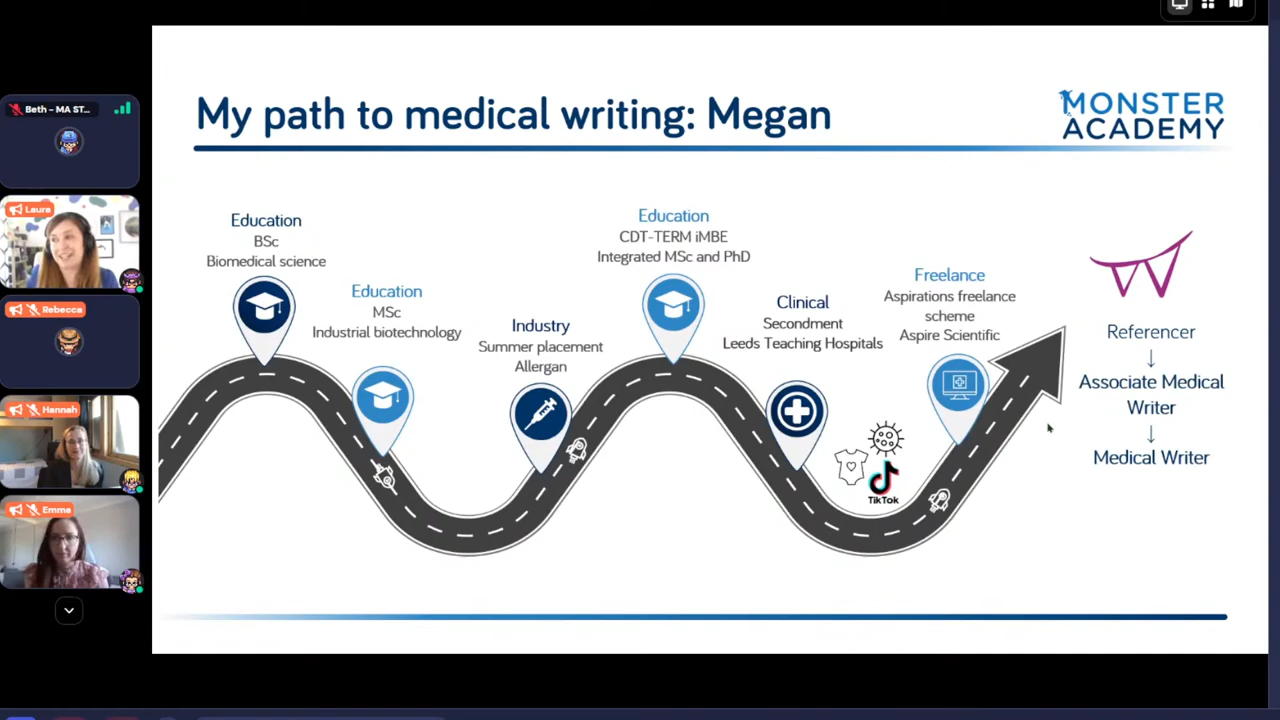 Beth – MA ST...
Laura
Rebecca
Hannah
Emme
My path to medical writing: Megan
MONSTER
ACADEMY
Education
BSc
Biomedical science
Education
MSc
Industrial biotechnology
Industry
Summer placement
Allergan
Education
CDT-TERM iMBE
Integrated MSc and PhD
Clinical
Secondment
Leeds Teaching Hospitals
TikTok
Freelance
Aspirations freelance
scheme
Aspire Scientific
Referencer
↓
Associate Medical
Writer
↓
Medical Writer